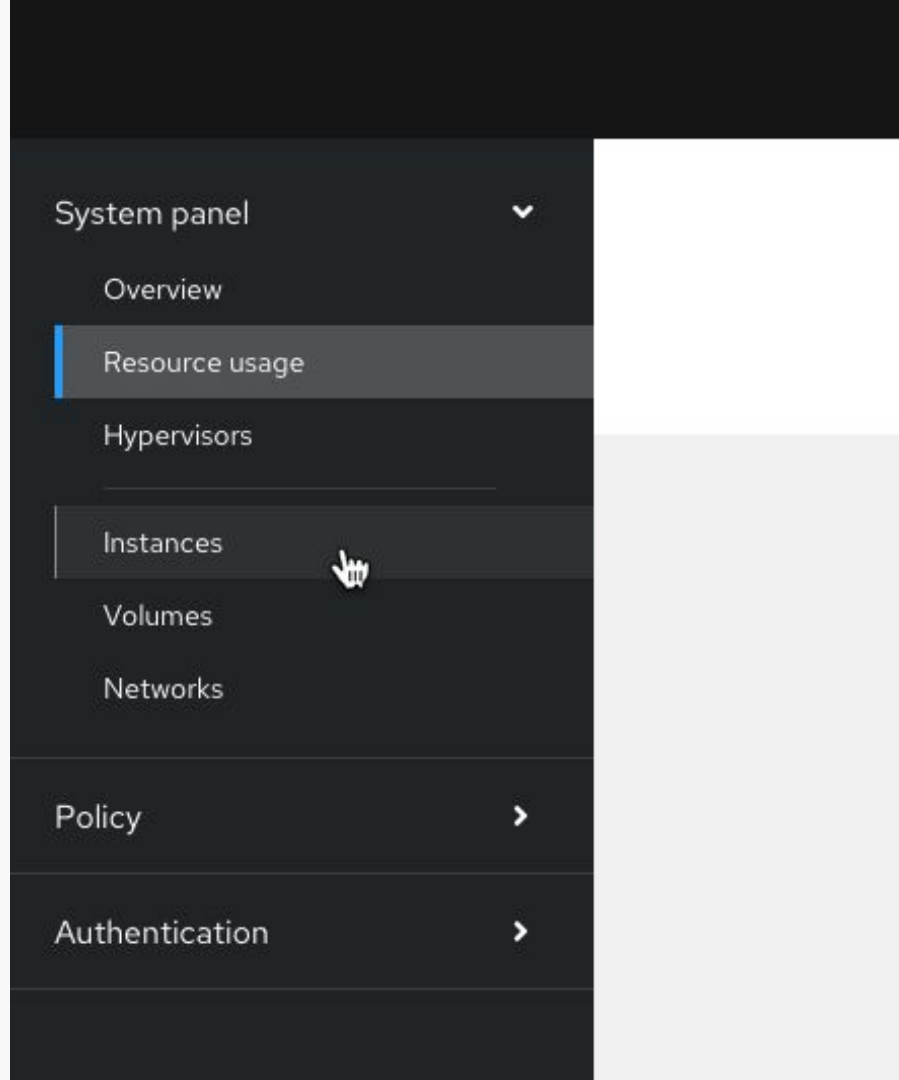 System panel
Overview
Resource usage
Hypervisors
Instances
Volumes
Networks
Policy
Authentication